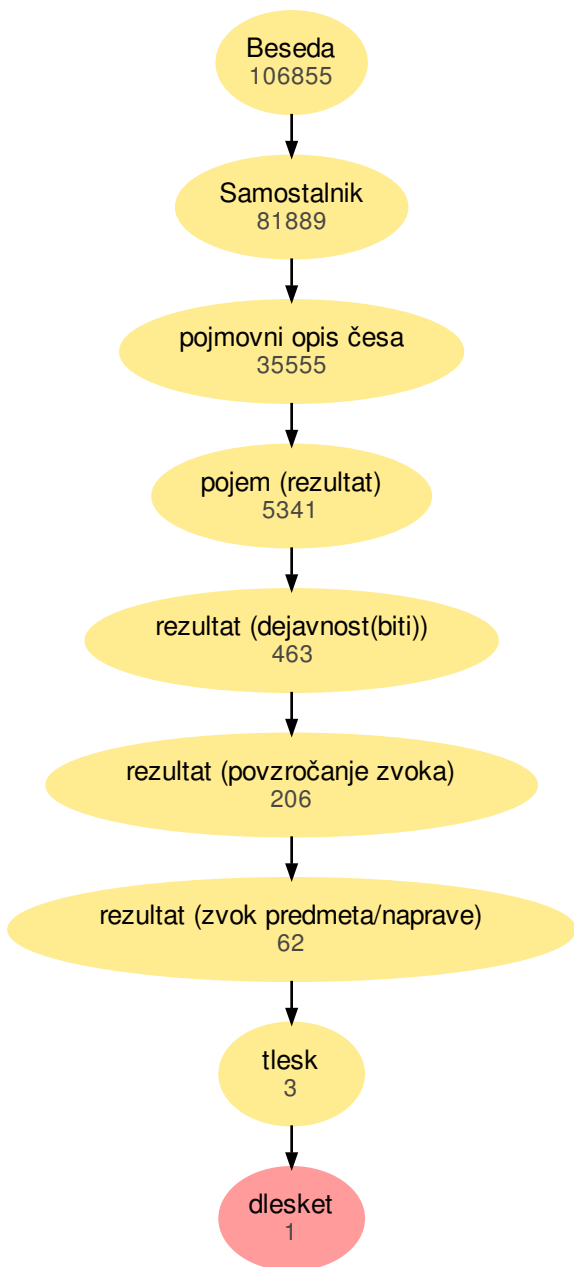 Beseda
106855
Samostalnik
81889
pojmovni opis česa
35555
pojem (rezultat)
5341
rezultat (dejavnost(biti))
463
rezultat (povzročanje zvoka)
206
rezultat (zvok predmeta/naprave)
62
tlesk
3
dlesket
1